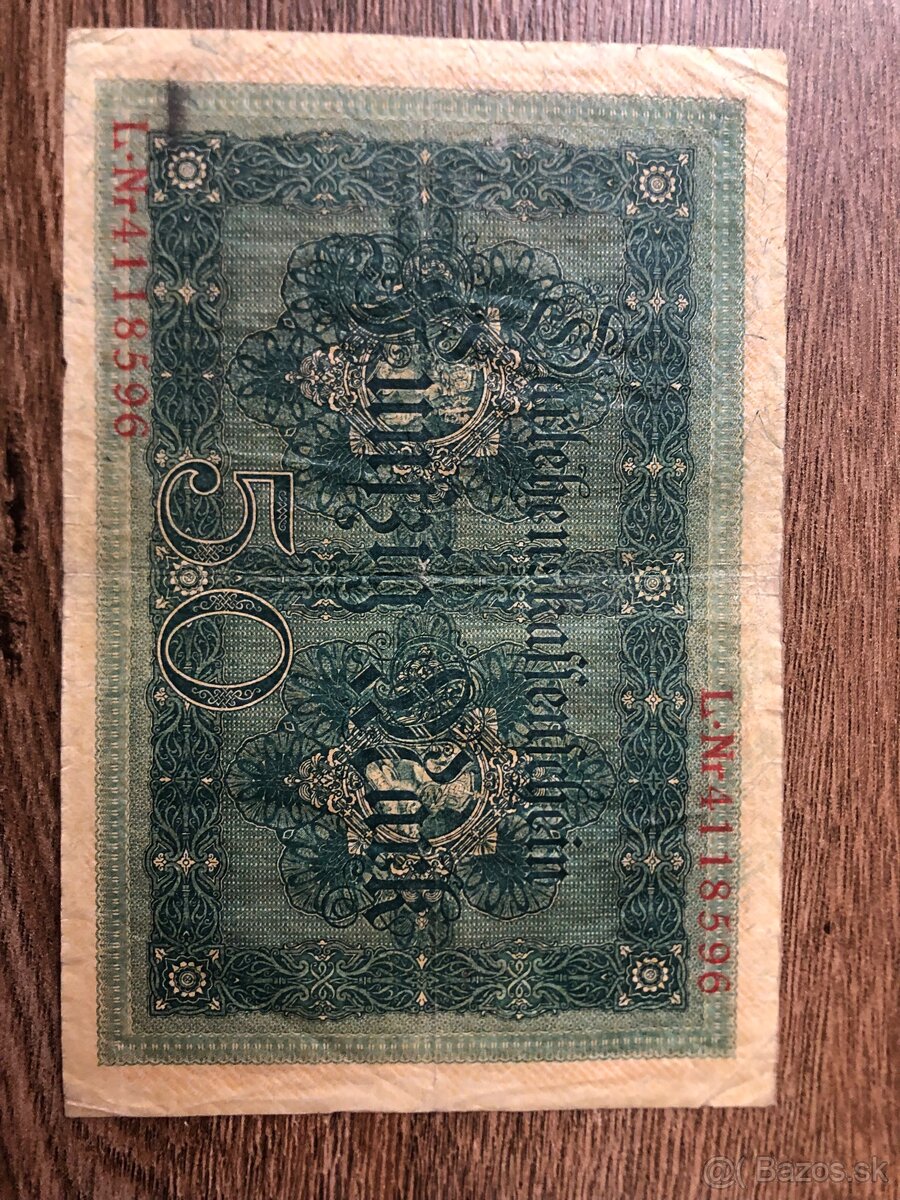 L·Nr4118596
Darlehenskassenschein
Fünfzig Mark
50
L·Nr4118596
@( Bazos.sk